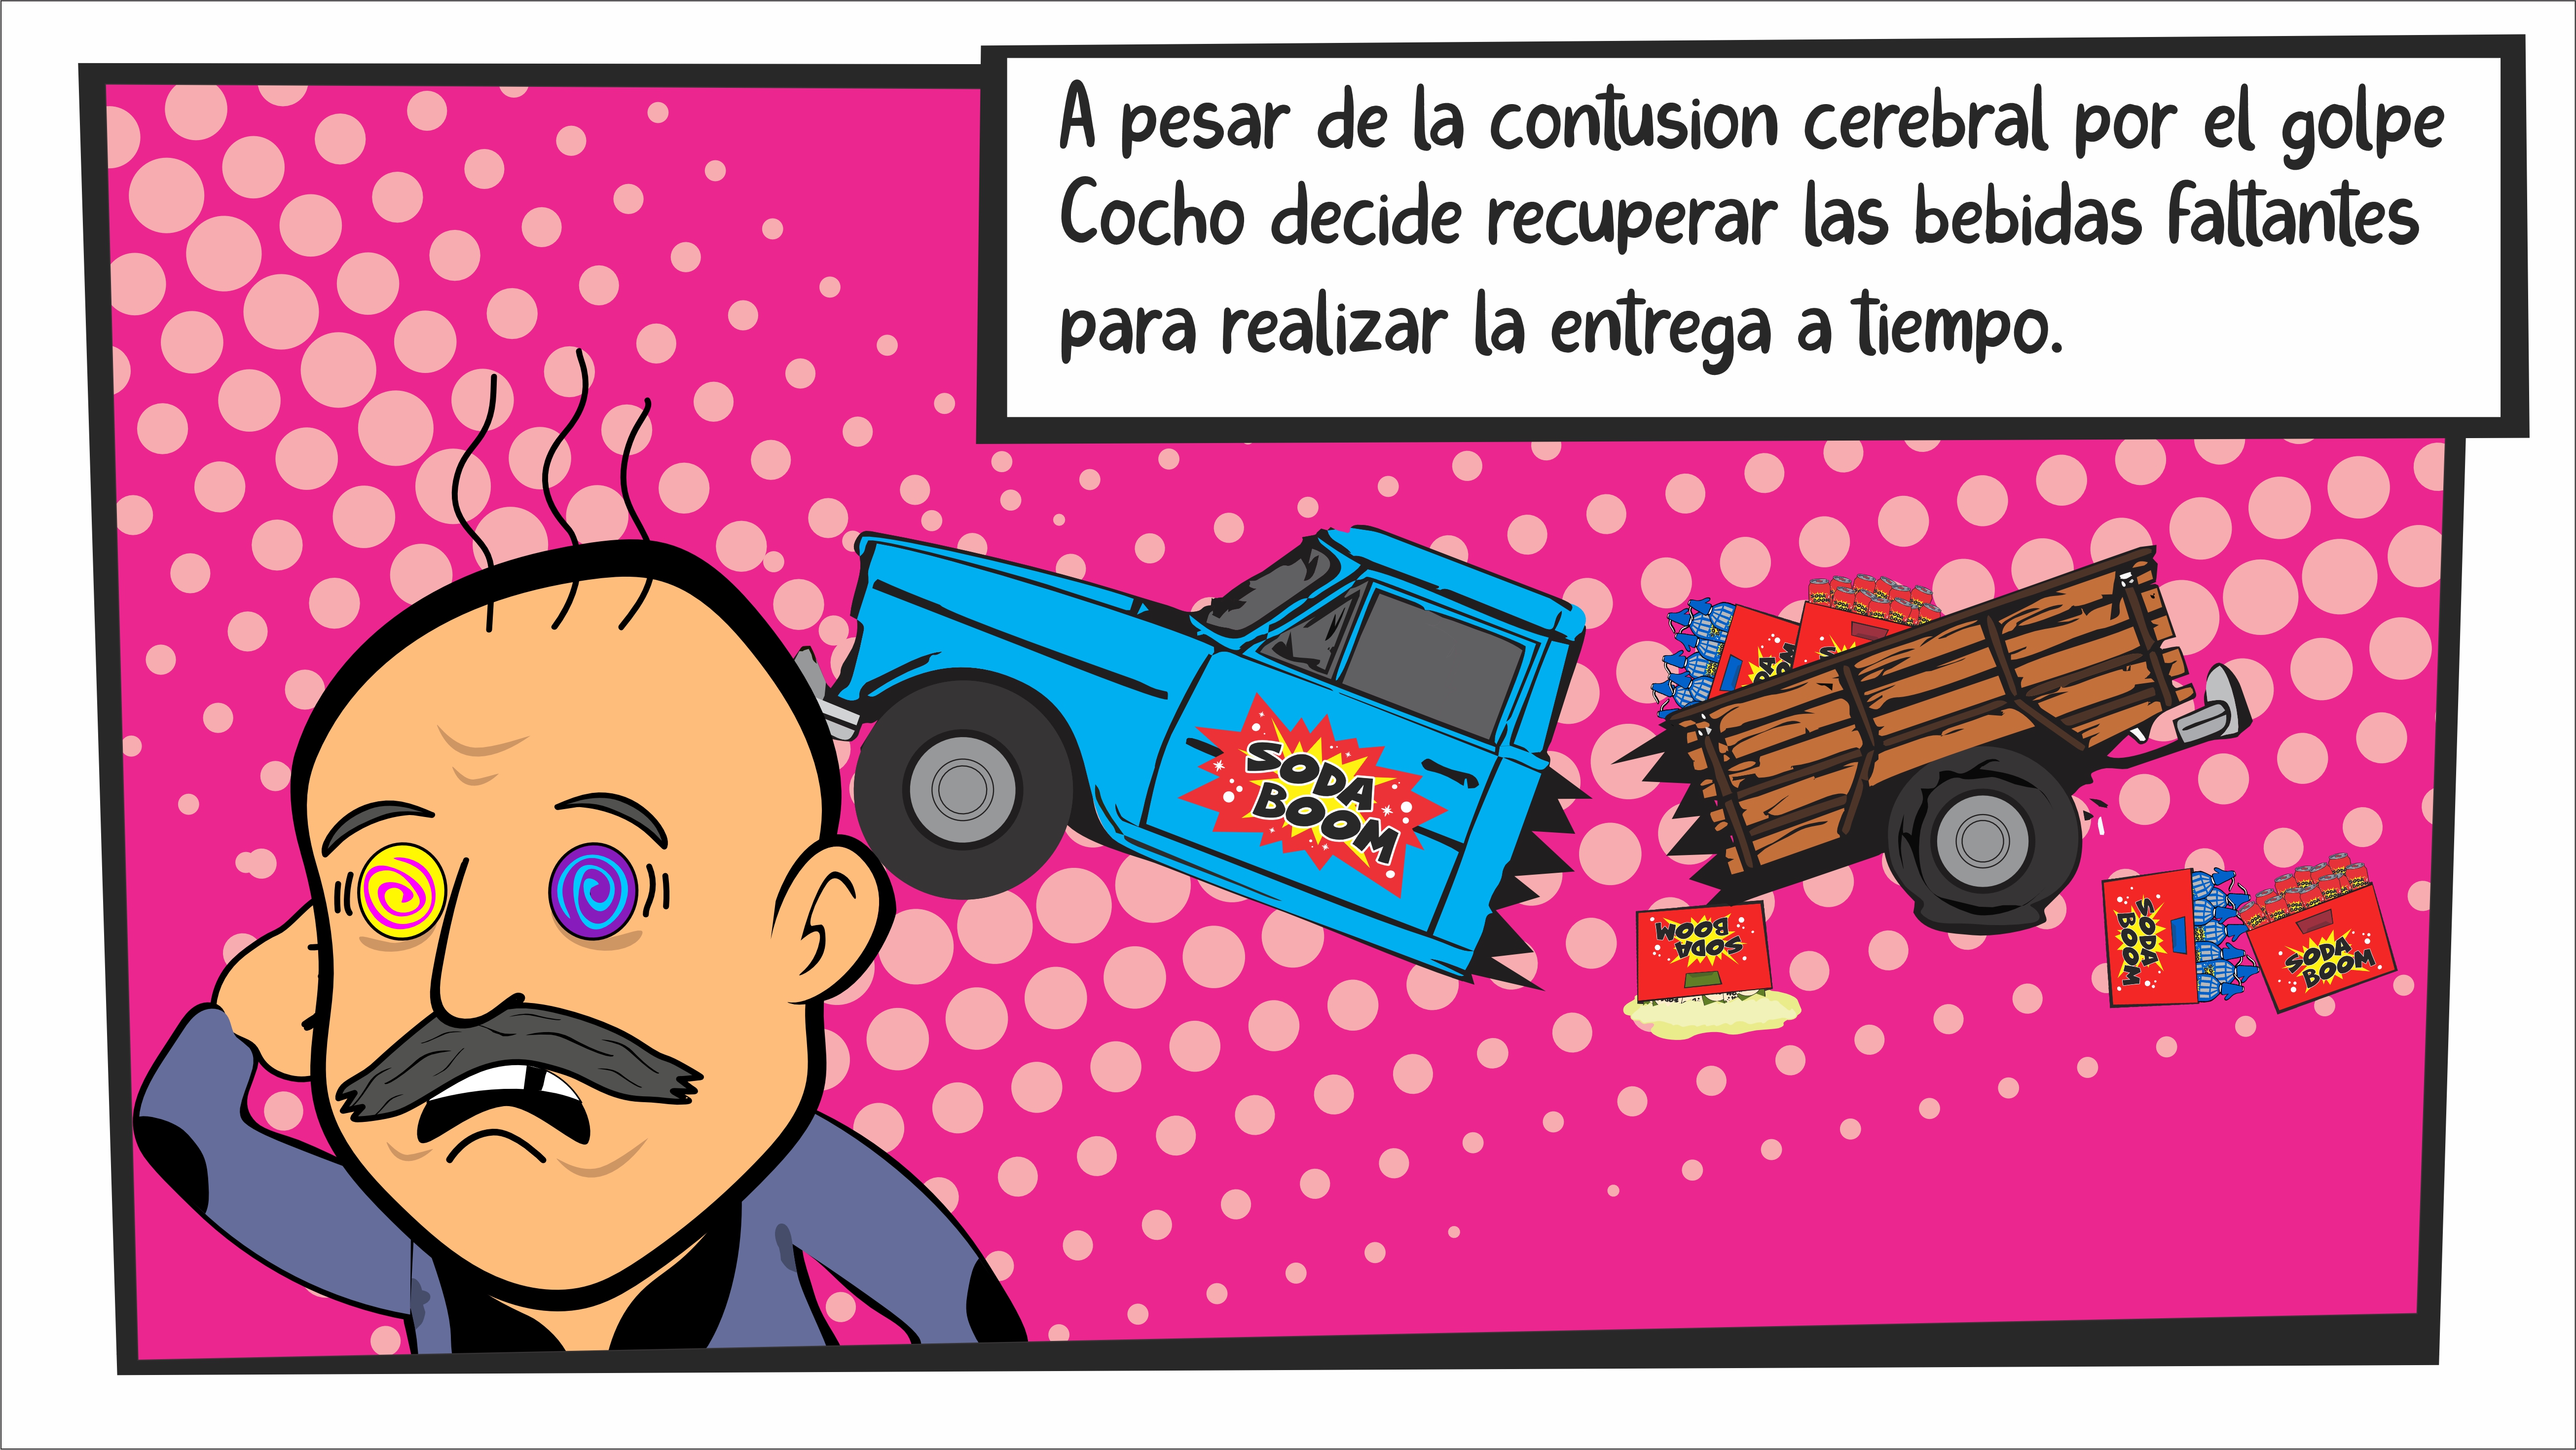 A pesar de la contusion cerebral por el golpe
Cocho decide recuperar las bebidas faltantes
para realizar la entrega a tiempo.
SODA
BOOM
SODA
BOOM
SODA
BOOM
SODA
BOOM